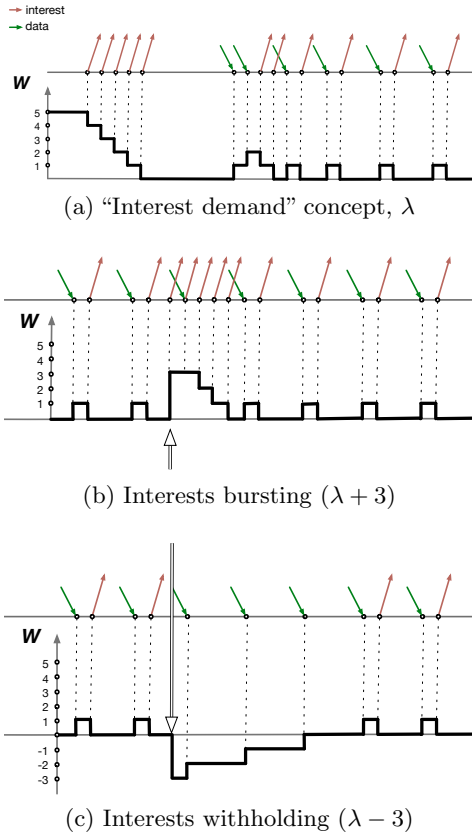 interest
data
W
5
4
3
2
1
(a) “Interest demand” concept, λ
W
5
4
3
2
1
(b) Interests bursting (λ + 3)
W
5
4
3
2
1
-1
-2
-3
(c) Interests withholding (λ − 3)